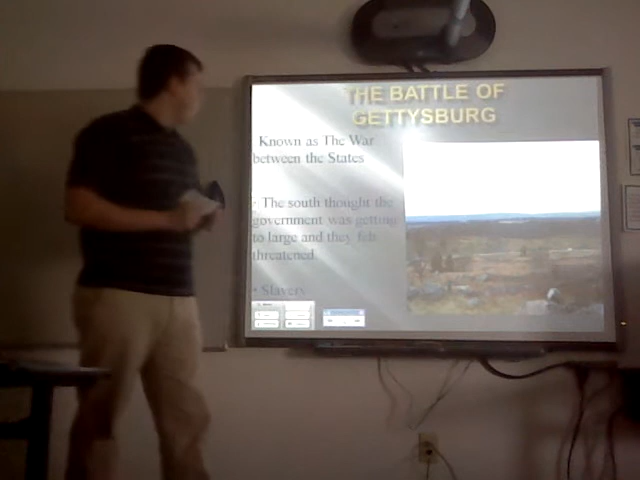 THE BATTLE OF
GETTYSBURG
Known as The War
between the States
• The south thought the
government was getting
to large and they felt
threatened
• Slavery